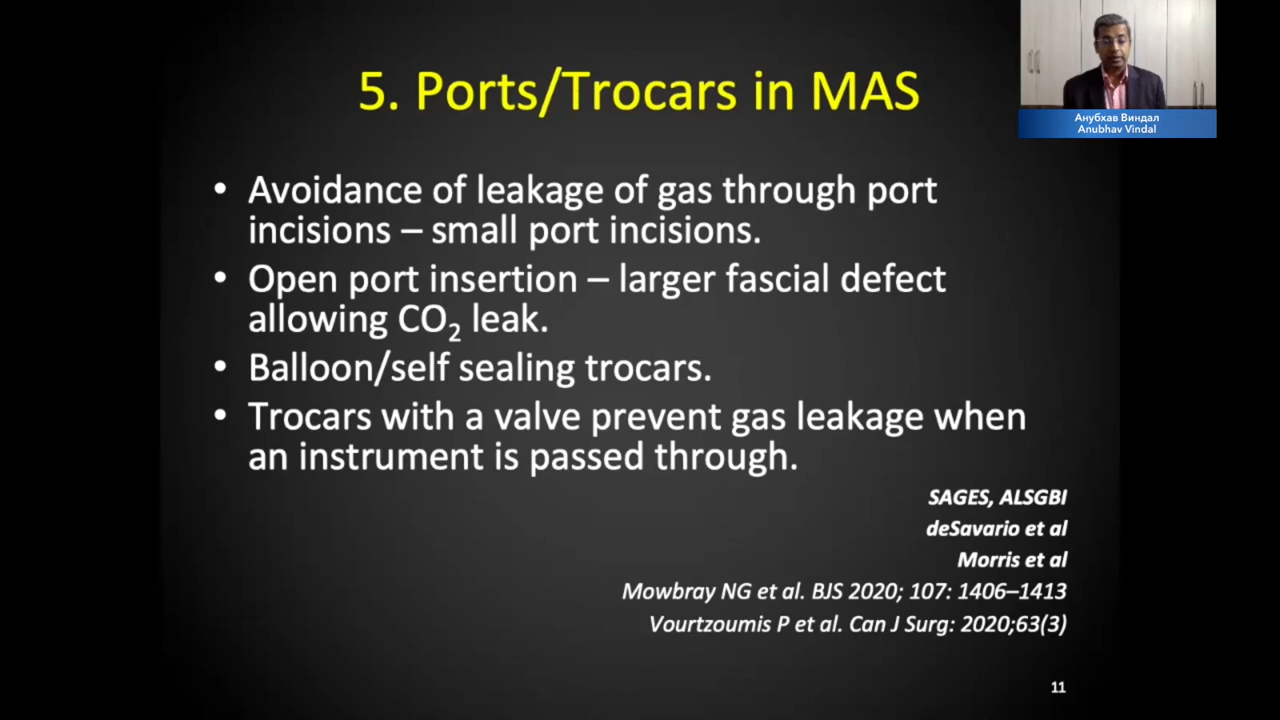 5. Ports/Trocars in MAS
Анубхав Виндал
Anubhav Vindal
• Avoidance of leakage of gas through port
incisions – small port incisions.
• Open port insertion – larger fascial defect
allowing CO₂ leak.
• Balloon/self sealing trocars.
• Trocars with a valve prevent gas leakage when
an instrument is passed through.
SAGES, ALSGBI
deSavario et al
Morris et al
Mowbray NG et al. BJS 2020; 107: 1406–1413
Vourtzoumis P et al. Can J Surg: 2020;63(3)
11